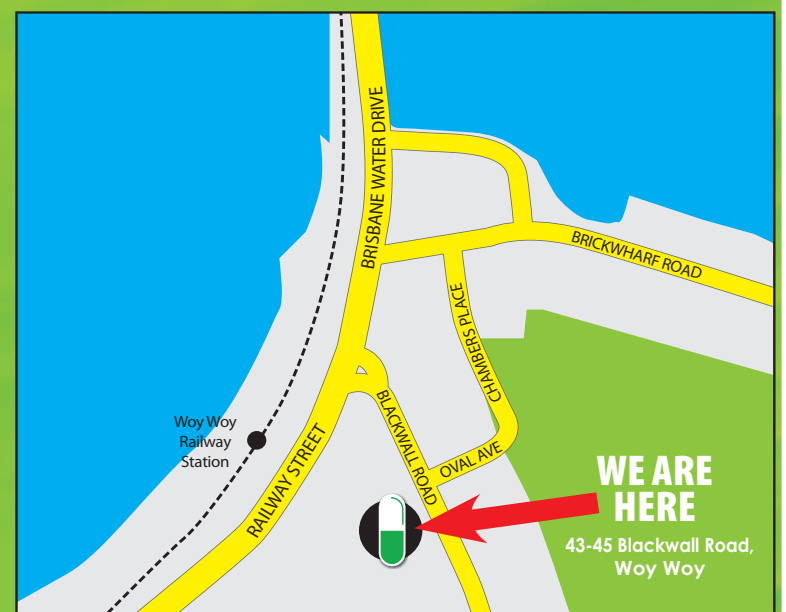 BRISBANE WATER DRIVE
BRICKWHARF ROAD
CHAMBERS PLACE
Woy Woy
Railway
Station
RAILWAY STREET
BLACKWALL ROAD
OVAL AVE
WE ARE
HERE
43-45 Blackwall Road,
Woy Woy